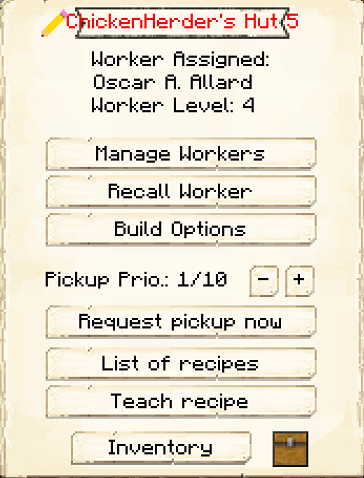 ChickenHerder's Hut 5
Worker Assigned:
Oscar A. Allard
Worker Level: 4
Manage Workers
Recall Worker
Build Options
Pickup Prio.: 1/10 - +
Request pickup now
List of recipes
Teach recipe
Inventory